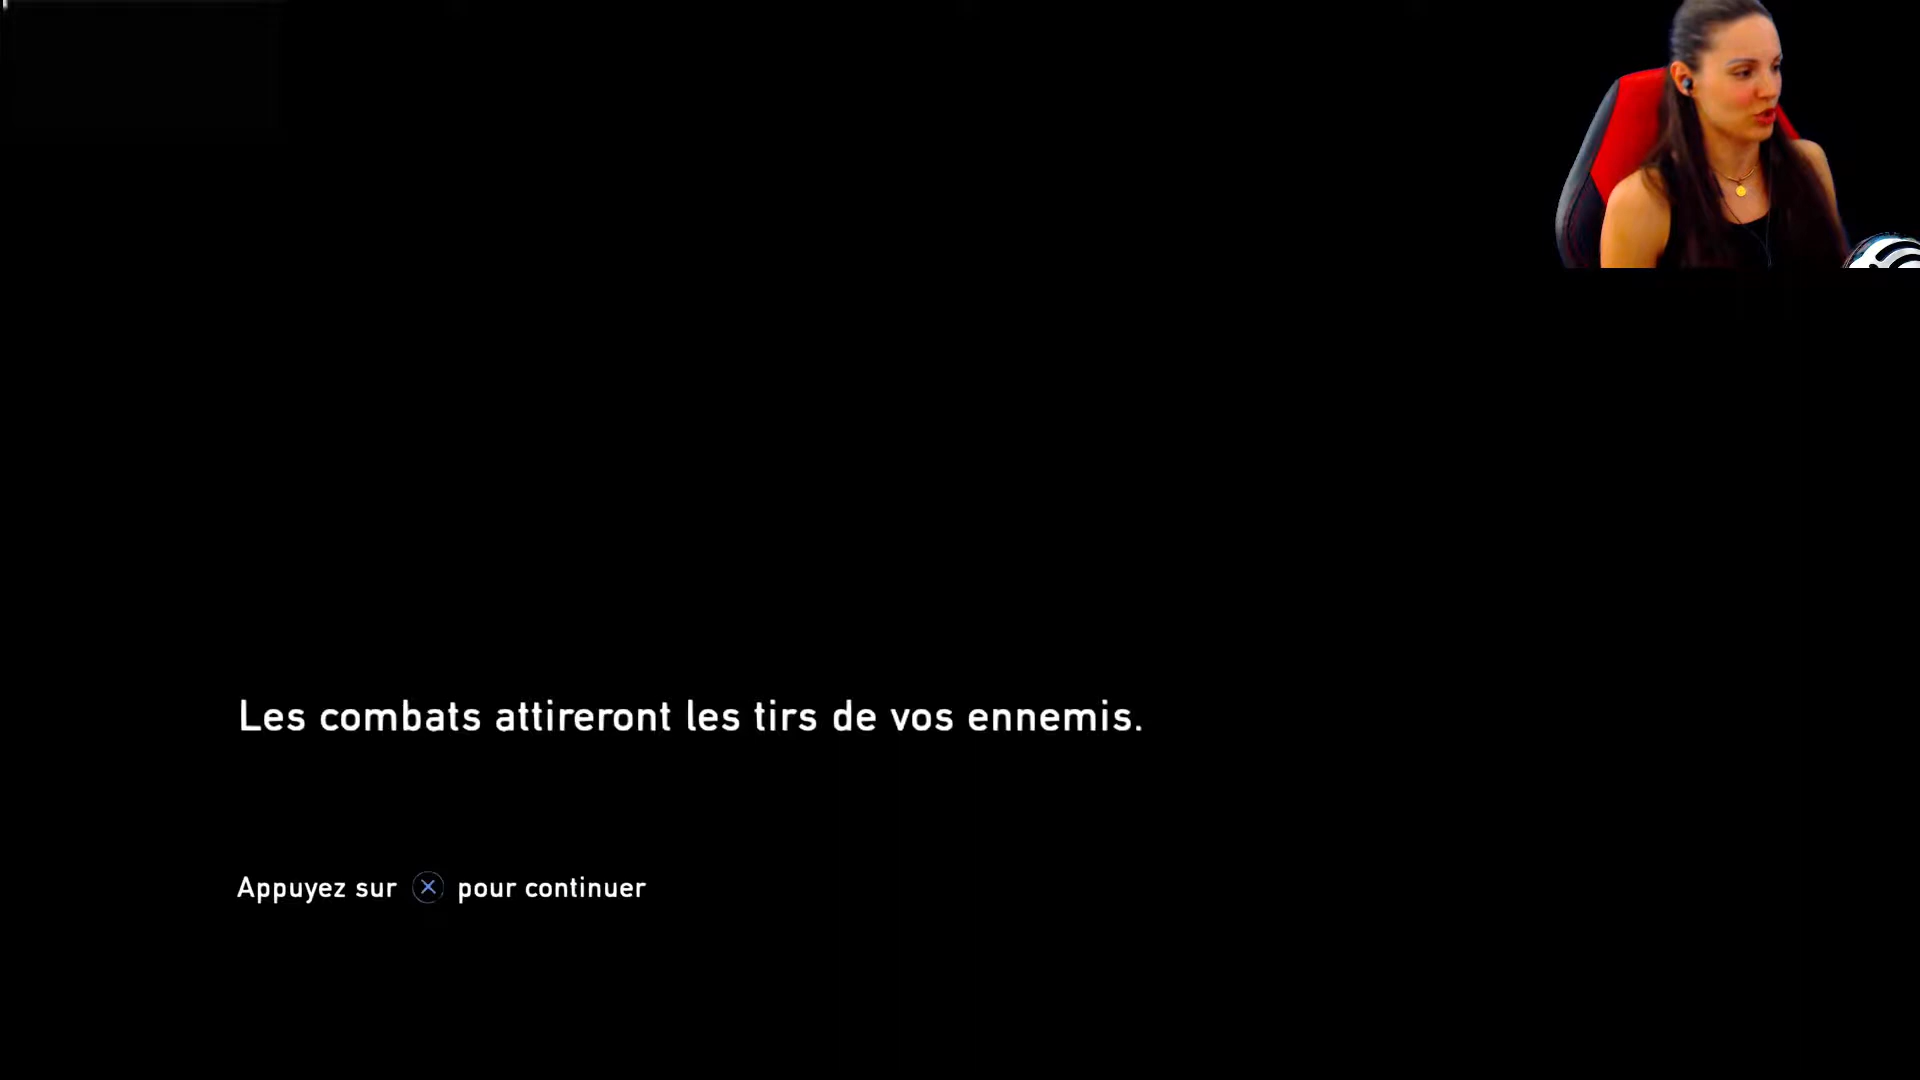 Les combats attireront les tirs de vos ennemis.
Appuyez sur pour continuer